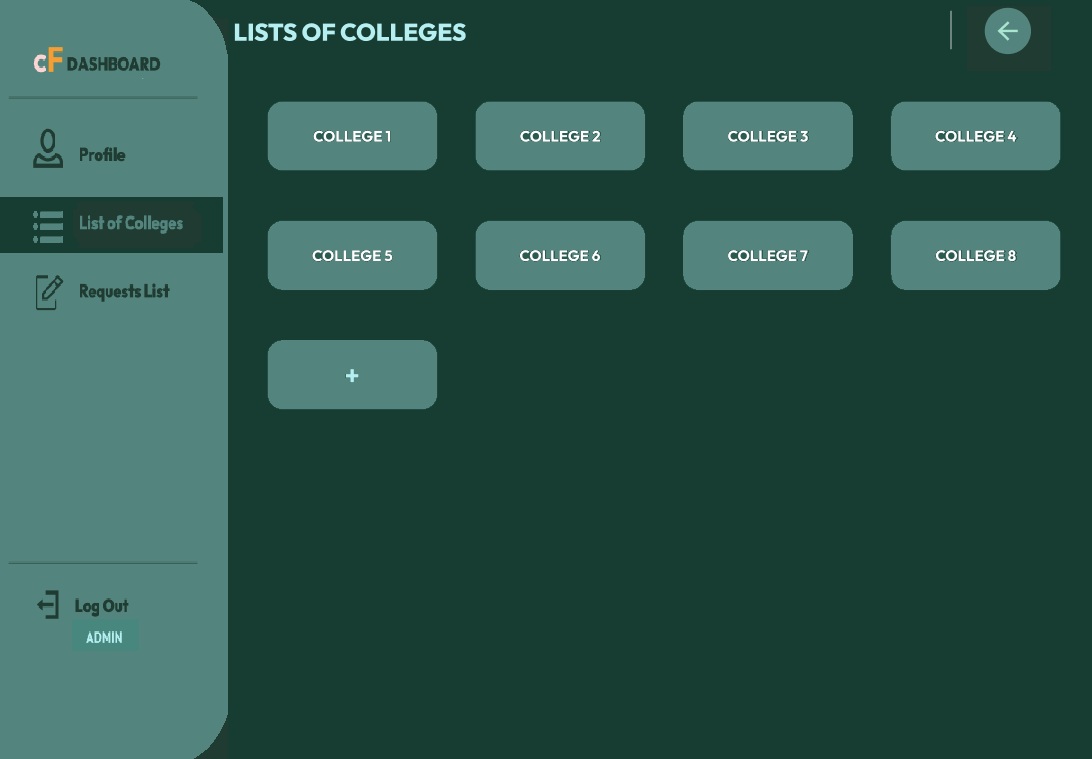 LISTS OF COLLEGES
cF DASHBOARD
Profile
List of Colleges
Requests List
Log Out
ADMIN
COLLEGE 1
COLLEGE 2
COLLEGE 3
COLLEGE 4
COLLEGE 5
COLLEGE 6
COLLEGE 7
COLLEGE 8
+